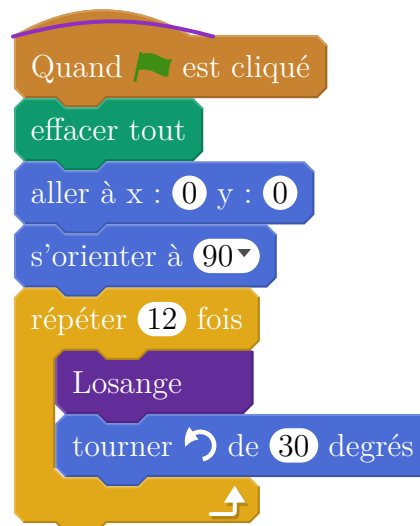 Quand est cliqué
effacer tout
aller à x : 0 y : 0
s'orienter à 90
répéter 12 fois
Losange
tourner de 30 degrés